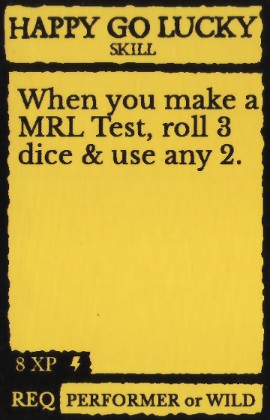 HAPPY GO LUCKY
SKILL
When you make a
MRL Test, roll 3
dice & use any 2.
8 XP
REQ PERFORMER or WILD